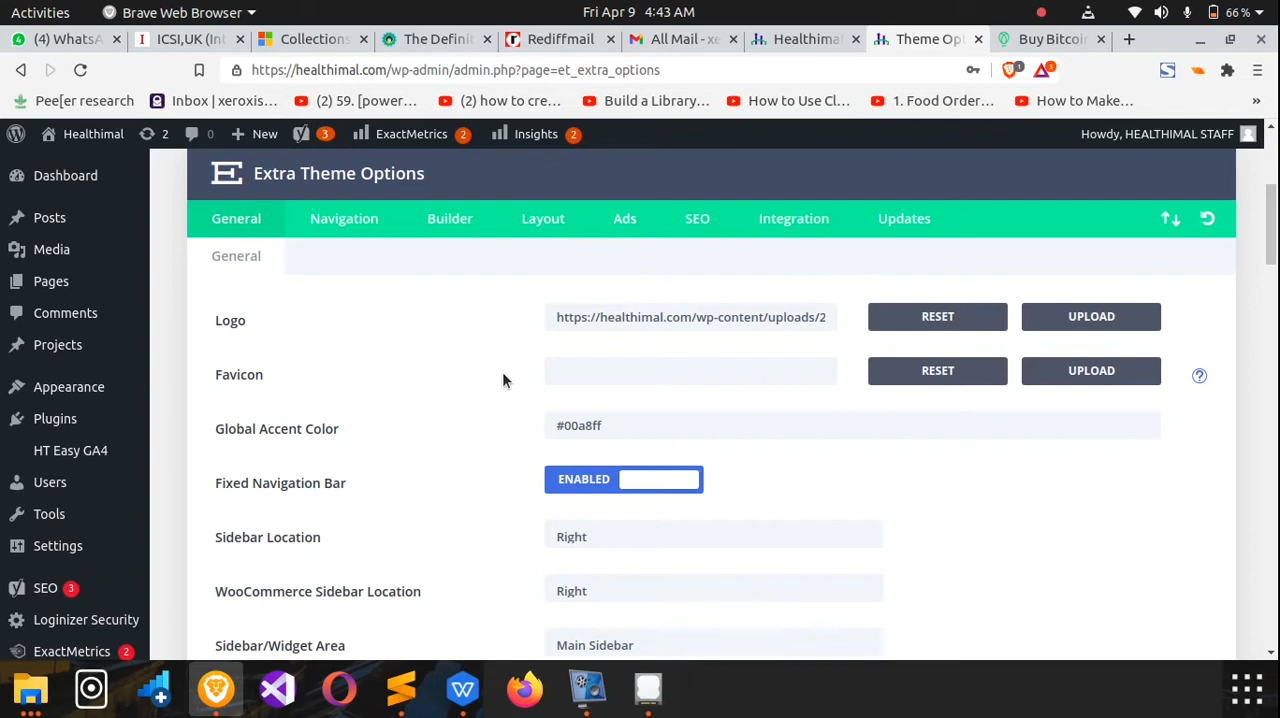 Activities Brave Web Browser Fri Apr 9 4:43 AM 66 %
(4) WhatsA ICSI,UK (Int Collections The Definit Rediffmail All Mail - xe Healthimal Theme Opt Buy Bitcoin
https://healthimal.com/wp-admin/admin.php?page=et_extra_options 1 3
Pee[er research Inbox | xeroxis… (2) 59. [power… (2) how to cre… Build a Library… How to Use Cl… 1. Food Order… How to Make… »
Healthimal 2 0 New 3 ExactMetrics 2 Insights 2 Howdy, HEALTHIMAL STAFF
Dashboard
Posts
Media
Pages
Comments
Projects
Appearance
Plugins
HT Easy GA4
Users
Tools
Settings
SEO 3
Loginizer Security
ExactMetrics 2
Extra Theme Options
General Navigation Builder Layout Ads SEO Integration Updates
General
Logo https://healthimal.com/wp-content/uploads/2 RESET UPLOAD
Favicon RESET UPLOAD ?
Global Accent Color #00a8ff
Fixed Navigation Bar ENABLED
Sidebar Location Right
WooCommerce Sidebar Location Right
Sidebar/Widget Area Main Sidebar